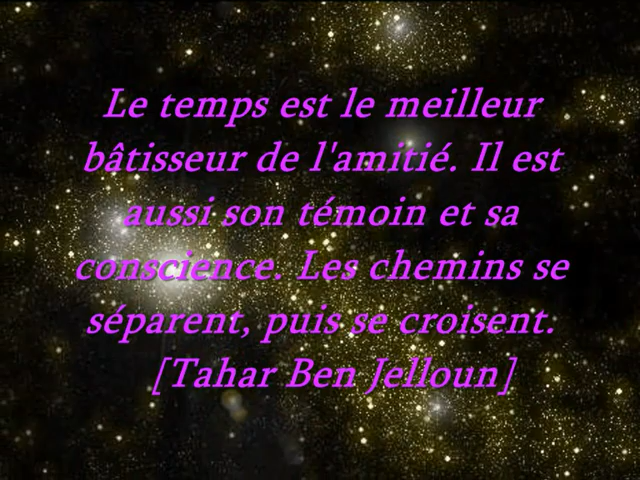 Le temps est le meilleur
bâtisseur de l'amitié. Il est
aussi son témoin et sa
conscience. Les chemins se
séparent, puis se croisent.
[Tahar Ben Jelloun]